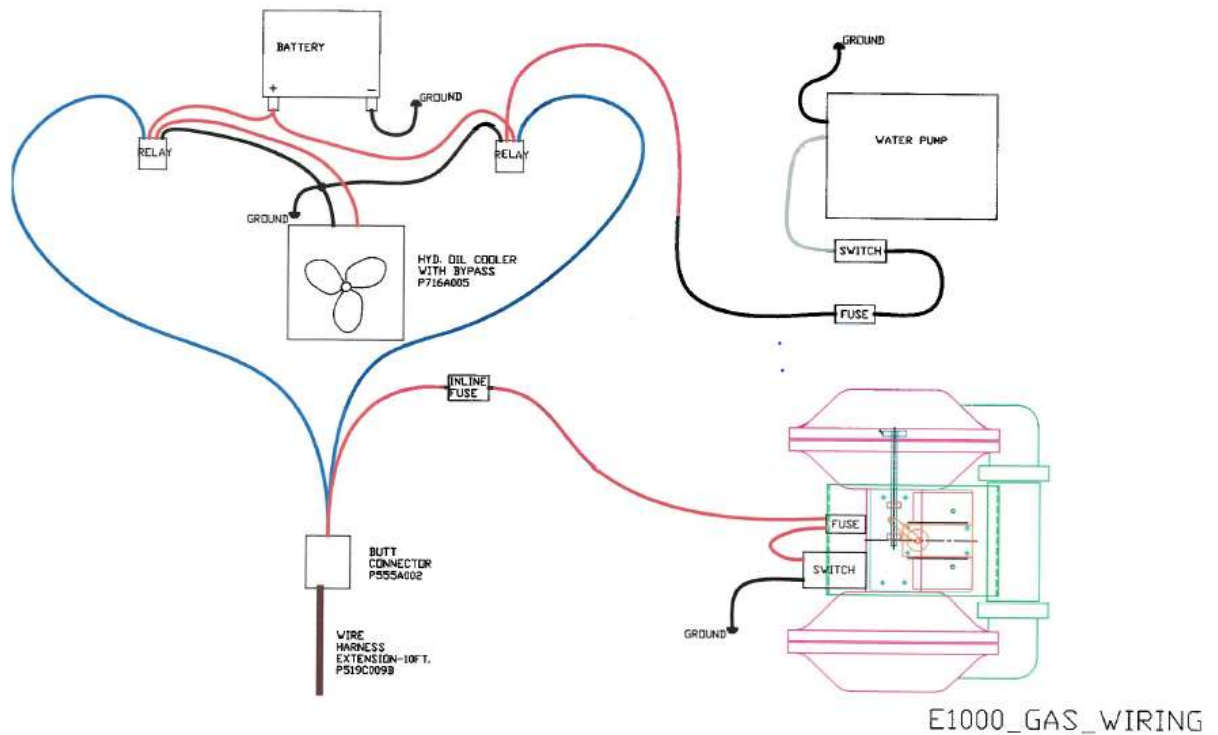 GROUND
BATTERY
WATER PUMP
+
−
GROUND
RELAY
RELAY
GROUND
HYD. OIL COOLER
WITH BYPASS
P716A005
SWITCH
FUSE
INLINE
FUSE
FUSE
SWITCH
BUTT
CONNECTOR
P555A002
GROUND
WIRE
HARNESS
EXTENSION-10FT.
P519C009B
E1000_GAS_WIRING